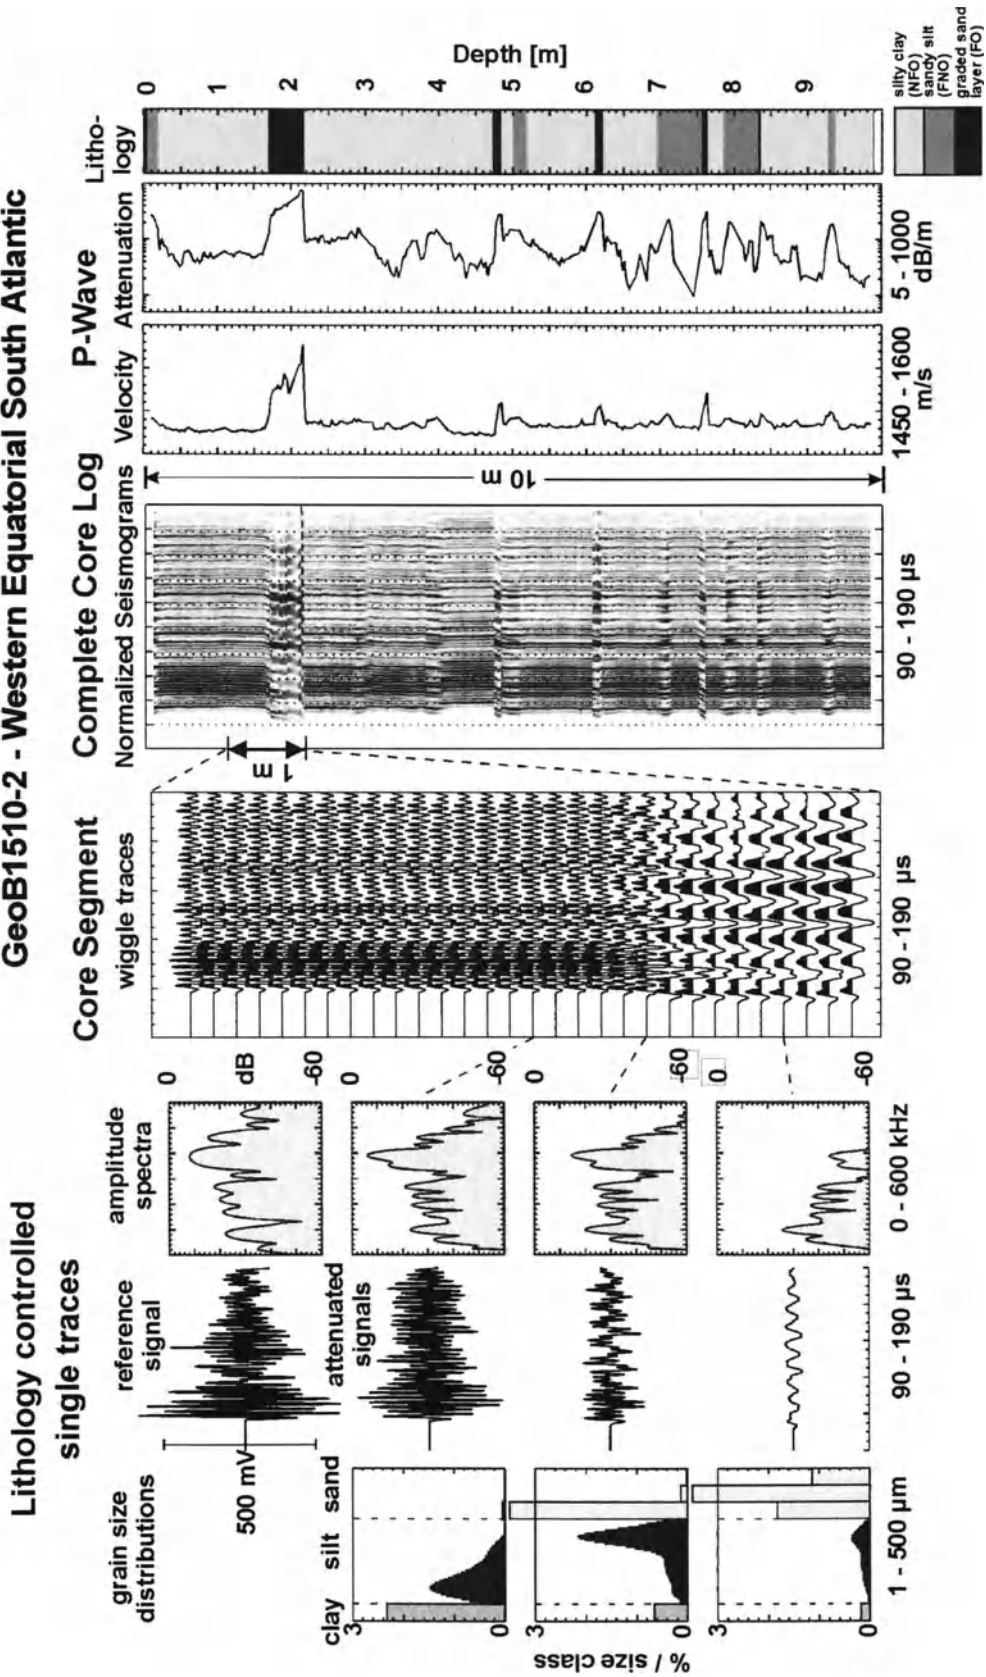 GeoB1510-2 - Western Equatorial South Atlantic
Lithology controlled
single traces
Core Segment
Complete Core Log
P-Wave
grain size
distributions
reference
signal
amplitude
spectra
wiggle traces
Normalized Seismograms
Velocity
Attenuation
Litho-
logy
500 mV
attenuated
signals
0
dB
-60
0
-60
0
-60
0
-60
clay
silt
sand
3
0
3
0
3
0
% / size class
1 - 500 µm
90 - 190 µs
0 - 600 kHz
90 - 190 µs
1 m
90 - 190 µs
10 m
1450 - 1600
m/s
5 - 1000
dB/m
Depth [m]
0
1
2
3
4
5
6
7
8
9
silty clay
(NFO)
sandy silt
(FNO)
graded sand
layer (FO)